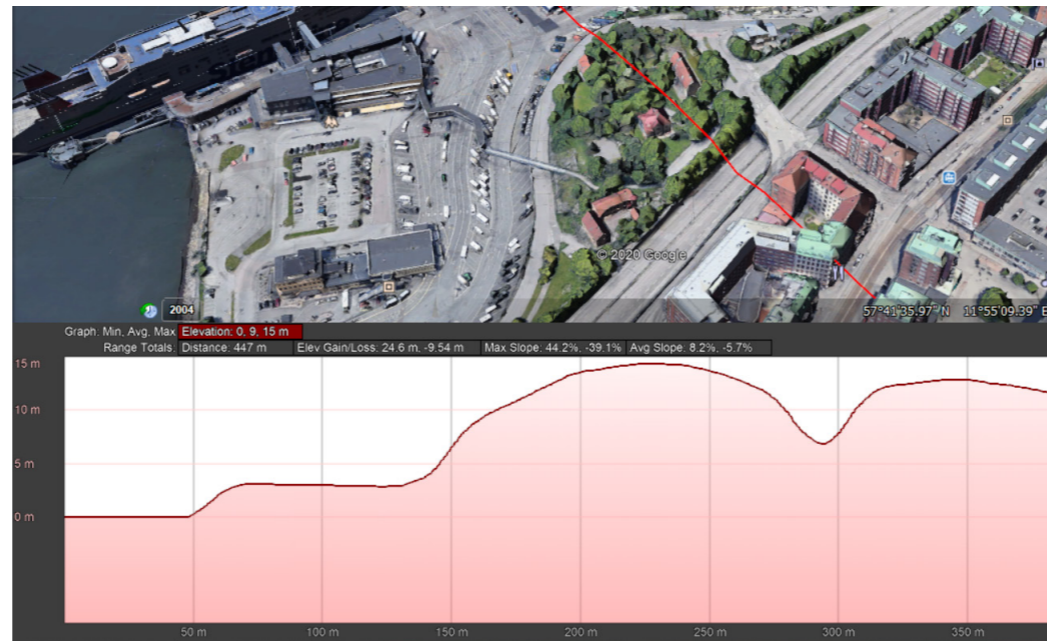 © 2020 Google
2004
57°41'35.97" N 11°55'09.39" E
Graph: Min, Avg, Max Elevation: 0, 9, 15 m
Range Totals: Distance: 447 m Elev Gain/Loss: 24.6 m, -9.54 m Max Slope: 44.2%, -39.1% Avg Slope: 8.2%, -5.7%
15 m
10 m
5 m
0 m
50 m 100 m 150 m 200 m 250 m 300 m 350 m